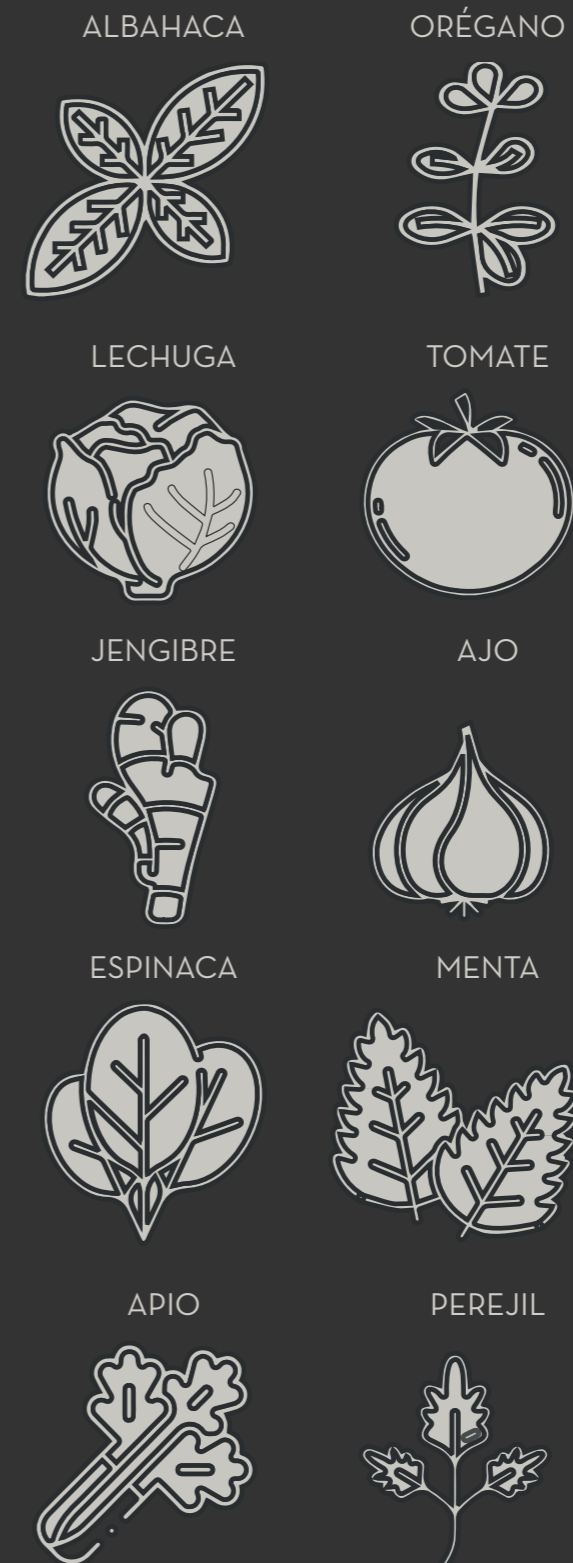 ALBAHACA
ORÉGANO
LECHUGA
TOMATE
JENGIBRE
AJO
ESPINACA
MENTA
APIO
PEREJIL